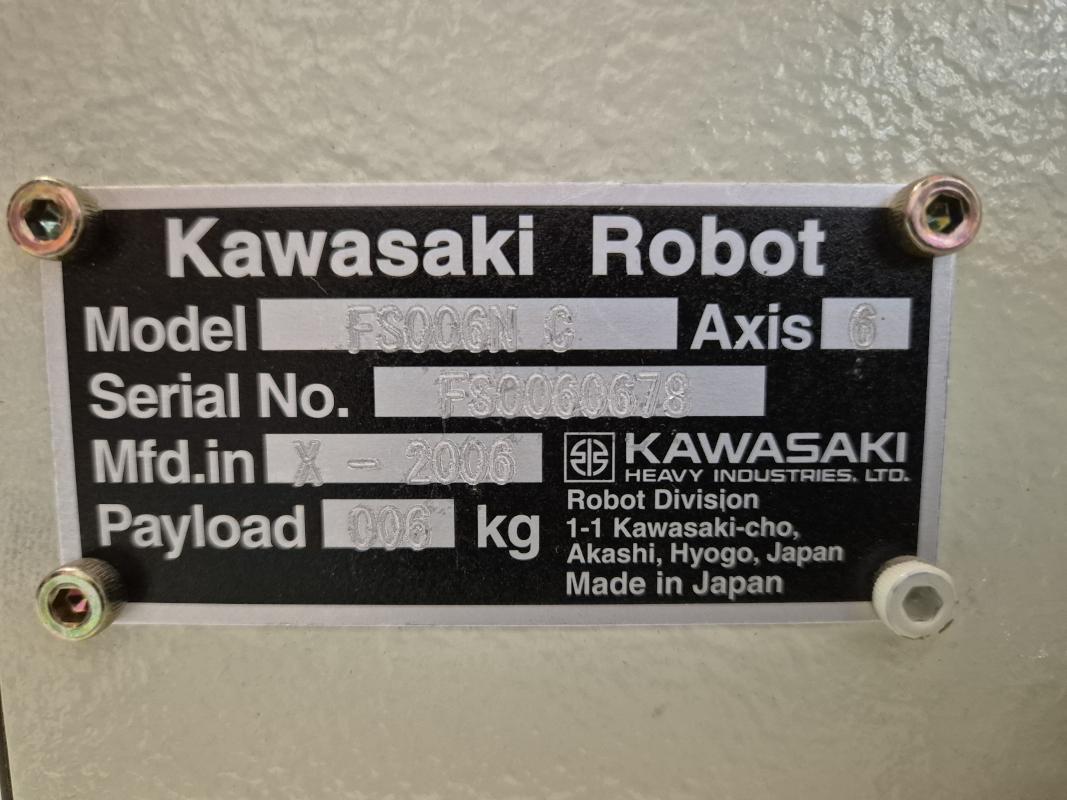 Kawasaki Robot
Model FS006N C Axis 6
Serial No. FS0060678
Mfd.in X - 2006
Payload 006 kg
KAWASAKI
HEAVY INDUSTRIES, LTD.
Robot Division
1-1 Kawasaki-cho,
Akashi, Hyogo, Japan
Made in Japan